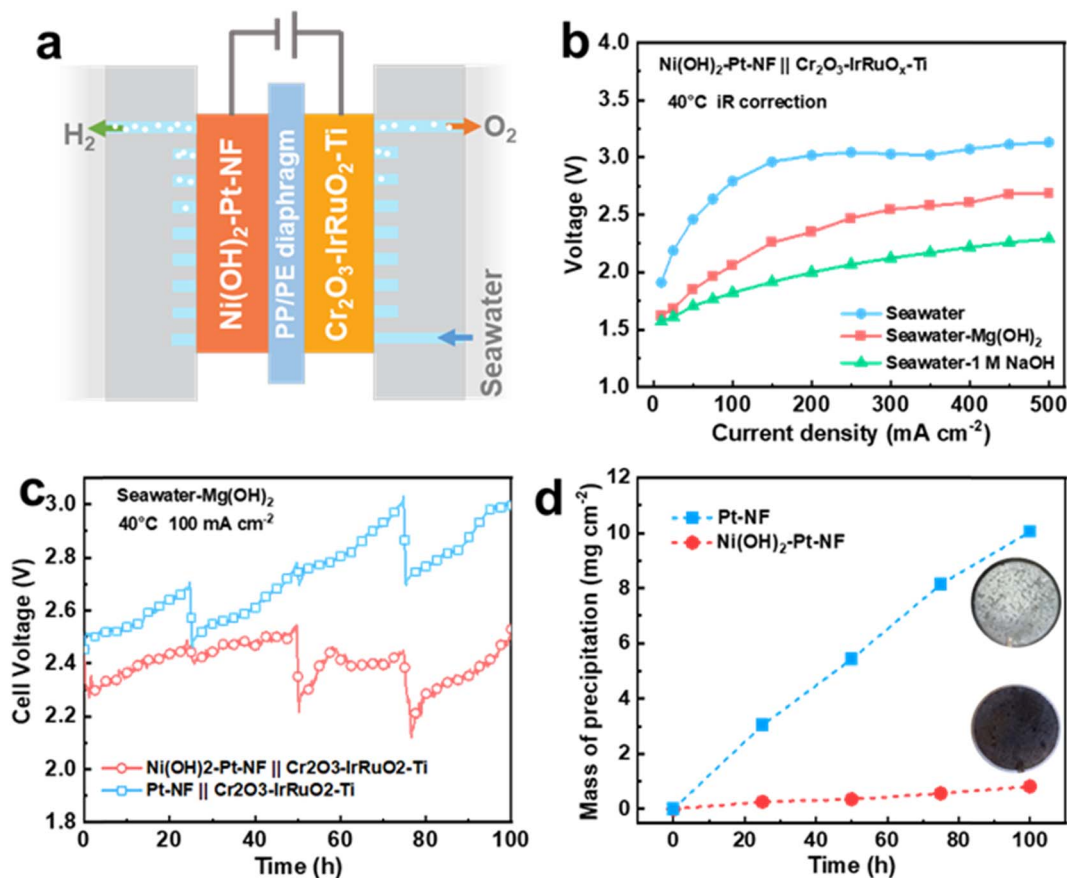 a
H₂
O₂
Ni(OH)₂-Pt-NF
PP/PE diaphragm
Cr₂O₃-IrRuO₂-Ti
Seawater
b
Ni(OH)₂-Pt-NF || Cr₂O₃-IrRuOₓ-Ti
40°C iR correction
Voltage (V)
4.0
3.5
3.0
2.5
2.0
1.5
1.0
Seawater
Seawater-Mg(OH)₂
Seawater-1 M NaOH
0 100 200 300 400 500
Current density (mA cm⁻²)
c
Seawater-Mg(OH)₂
40°C 100 mA cm⁻²
Cell Voltage (V)
3.0
2.8
2.6
2.4
2.2
2.0
1.8
Ni(OH)2-Pt-NF || Cr2O3-IrRuO2-Ti
Pt-NF || Cr2O3-IrRuO2-Ti
0 20 40 60 80 100
Time (h)
d
Mass of precipitation (mg cm⁻²)
12
10
8
6
4
2
0
Pt-NF
Ni(OH)₂-Pt-NF
0 20 40 60 80 100
Time (h)